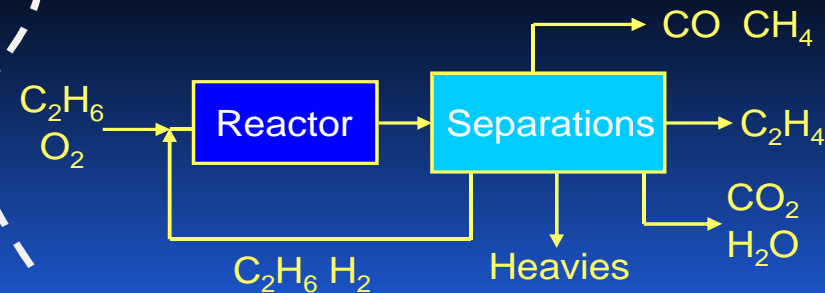 CO CH₄
C₂H₆
O₂
Reactor
Separations
C₂H₄
CO₂
H₂O
C₂H₆ H₂
Heavies